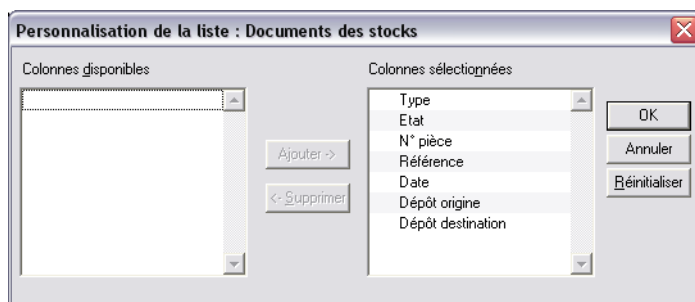 Personnalisation de la liste : Documents des stocks
Colonnes disponibles
Colonnes sélectionnées
Type
Etat
N° pièce
Référence
Date
Dépôt origine
Dépôt destination
Ajouter ->
<- Supprimer
OK
Annuler
Réinitialiser